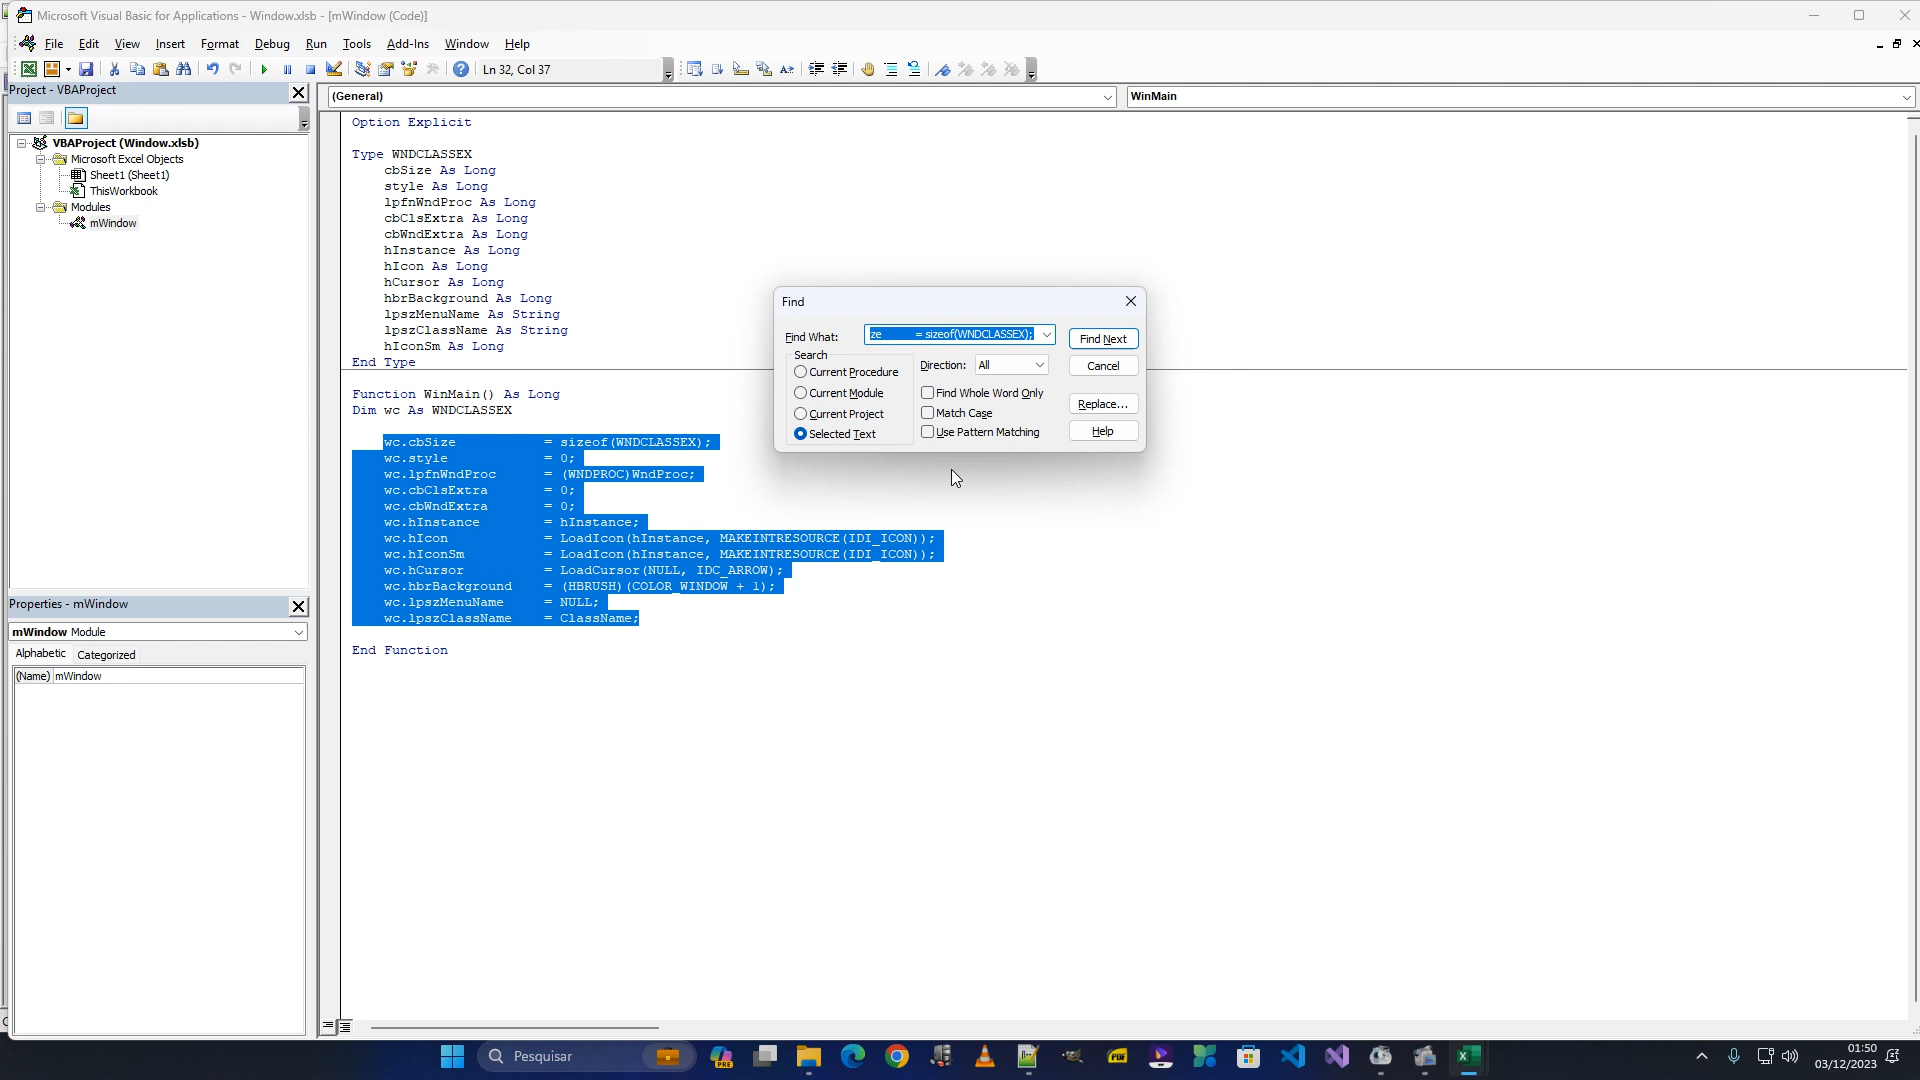 Microsoft Visual Basic for Applications - Window.xlsb - [mWindow (Code)]
File Edit View Insert Format Debug Run Tools Add-Ins Window Help
Ln 32, Col 37
Project - VBAProject
(General) WinMain
VBAProject (Window.xlsb)
Microsoft Excel Objects
Sheet1 (Sheet1)
ThisWorkbook
Modules
mWindow
Option Explicit
Type WNDCLASSEX
cbSize As Long
style As Long
lpfnWndProc As Long
cbClsExtra As Long
cbWndExtra As Long
hInstance As Long
hIcon As Long
hCursor As Long
hbrBackground As Long
lpszMenuName As String
lpszClassName As String
hIconSm As Long
End Type
Function WinMain() As Long
Dim wc As WNDCLASSEX
wc.cbSize = sizeof(WNDCLASSEX);
wc.style = 0;
wc.lpfnWndProc = (WNDPROC)WndProc;
wc.cbClsExtra = 0;
wc.cbWndExtra = 0;
wc.hInstance = hInstance;
wc.hIcon = LoadIcon(hInstance, MAKEINTRESOURCE(IDI_ICON));
wc.hIconSm = LoadIcon(hInstance, MAKEINTRESOURCE(IDI_ICON));
wc.hCursor = LoadCursor(NULL, IDC_ARROW);
wc.hbrBackground = (HBRUSH)(COLOR_WINDOW + 1);
wc.lpszMenuName = NULL;
wc.lpszClassName = ClassName;
End Function
Find
Find What: ze = sizeof(WNDCLASSEX); Find Next
Search
Direction: All Cancel
Current Procedure
Current Module Find Whole Word Only
Current Project Match Case Replace...
Selected Text Use Pattern Matching Help
Properties - mWindow
mWindow Module
Alphabetic Categorized
(Name) mWindow
Pesquisar
PRE
PDF
01:50
03/12/2023